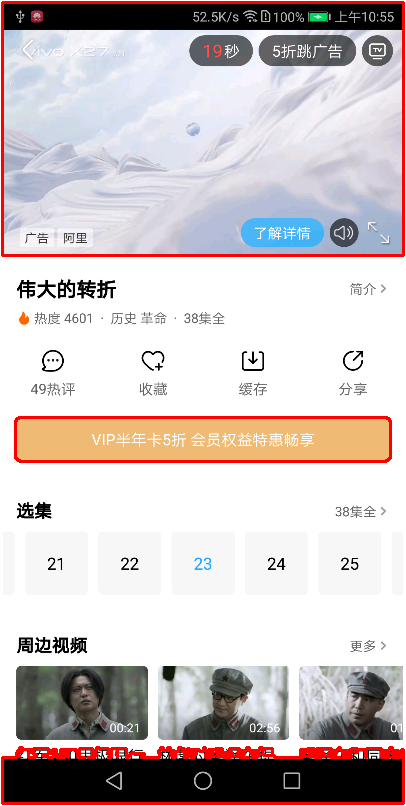 52.5K/s 100% 上午10:55
vivo X27
19秒 5折跳广告 TV
广告 阿里 了解详情
伟大的转折 简介
热度 4601 · 历史 革命 · 38集全
49热评 收藏 缓存 分享
VIP半年卡5折 会员权益特惠畅享
选集 38集全
21 22 23 24 25
周边视频 更多
00:21 02:56